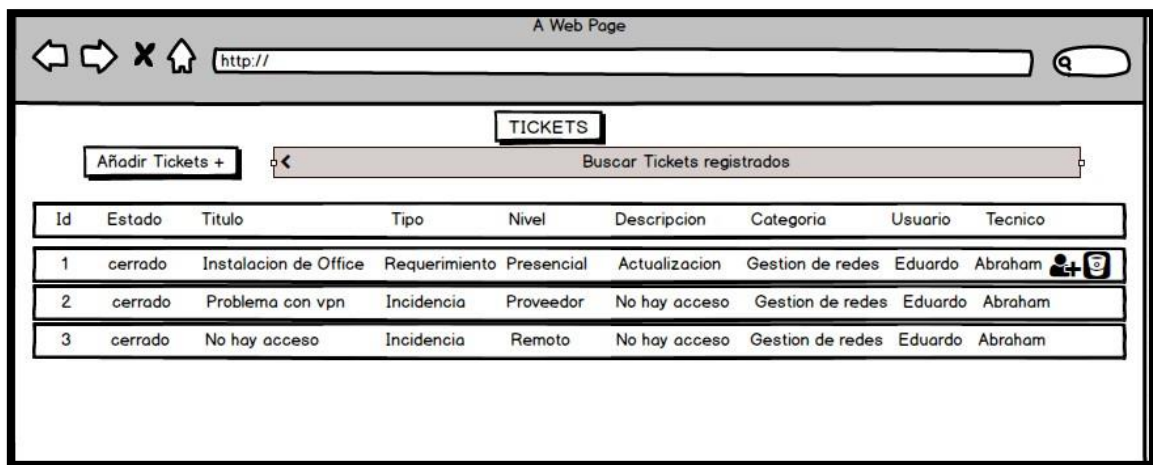 A Web Page
http://
TICKETS
Añadir Tickets +
Buscar Tickets registrados
Id Estado Titulo Tipo Nivel Descripcion Categoria Usuario Tecnico
1 cerrado Instalacion de Office Requerimiento Presencial Actualizacion Gestion de redes Eduardo Abraham
2 cerrado Problema con vpn Incidencia Proveedor No hay acceso Gestion de redes Eduardo Abraham
3 cerrado No hay acceso Incidencia Remoto No hay acceso Gestion de redes Eduardo Abraham